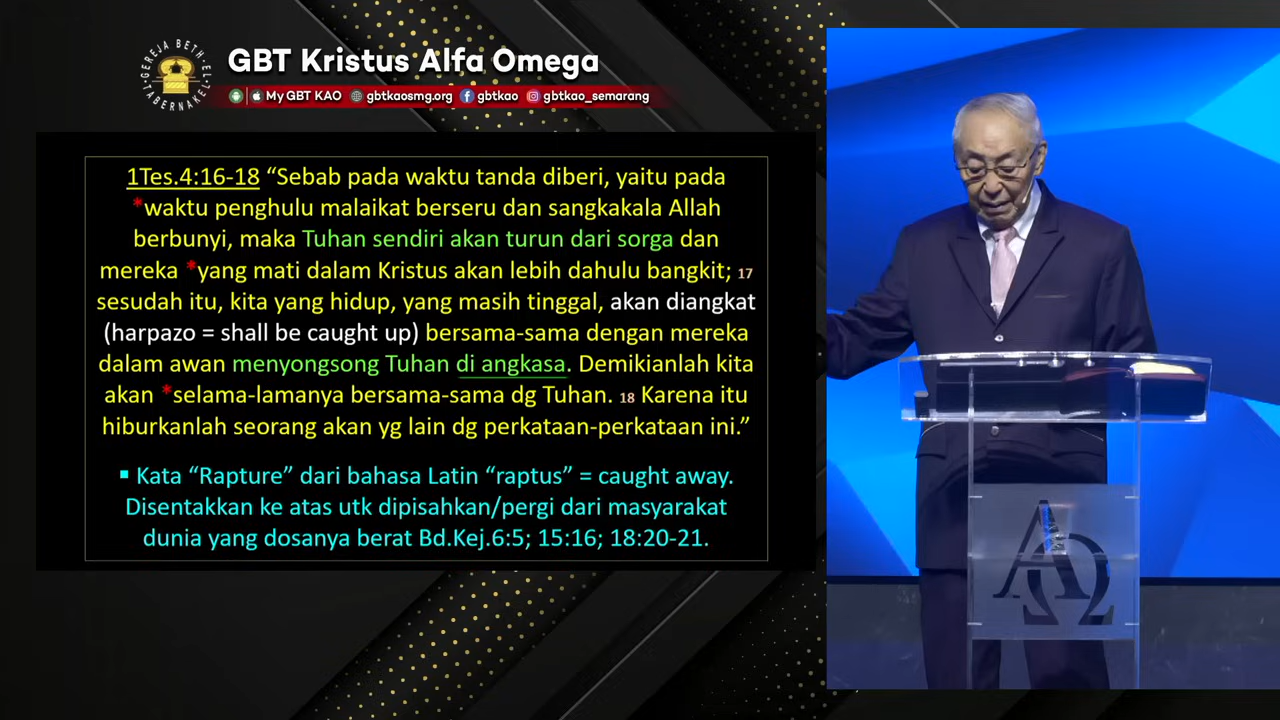 GEREJA BETH-EL
TABERNAKEL
GBT Kristus Alfa Omega
My GBT KAO gbtkaosmg.org gbtkao gbtkao_semarang
1Tes.4:16-18 “Sebab pada waktu tanda diberi, yaitu pada
*waktu penghulu malaikat berseru dan sangkakala Allah
berbunyi, maka Tuhan sendiri akan turun dari sorga dan
mereka *yang mati dalam Kristus akan lebih dahulu bangkit; 17
sesudah itu, kita yang hidup, yang masih tinggal, akan diangkat
(harpazo = shall be caught up) bersama-sama dengan mereka
dalam awan menyongsong Tuhan di angkasa. Demikianlah kita
akan *selama-lamanya bersama-sama dg Tuhan. 18 Karena itu
hiburkanlah seorang akan yg lain dg perkataan-perkataan ini.”
▪ Kata “Rapture” dari bahasa Latin “raptus” = caught away.
Disentakkan ke atas utk dipisahkan/pergi dari masyarakat
dunia yang dosanya berat Bd.Kej.6:5; 15:16; 18:20-21.
ΑΩ